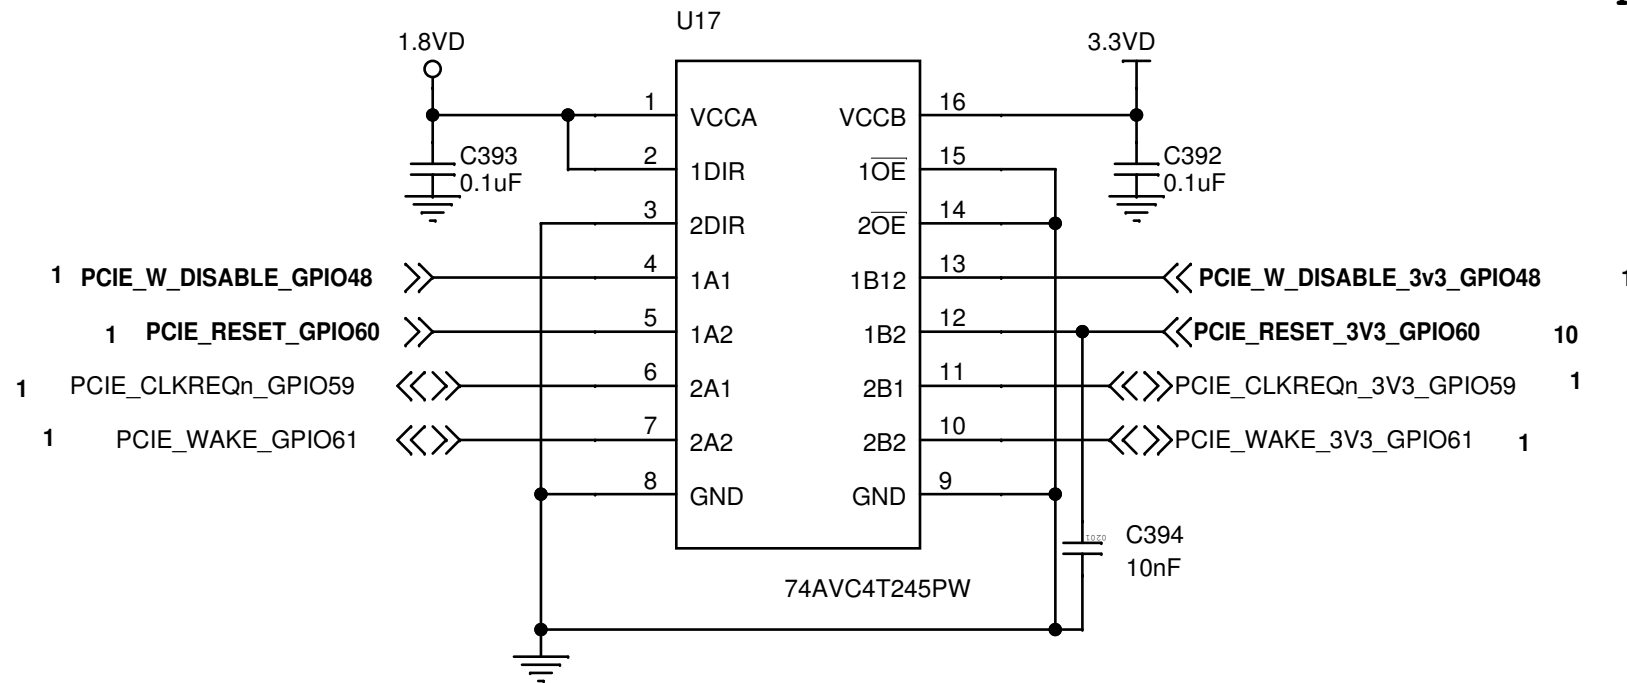 U17
1.8VD
3.3VD
1 VCCA VCCB 16
C393
0.1uF
2 1DIR 1OE 15
C392
0.1uF
3 2DIR 2OE 14
1 PCIE_W_DISABLE_GPIO48 4 1A1 1B12 13 PCIE_W_DISABLE_3v3_GPIO48
1 PCIE_RESET_GPIO60 5 1A2 1B2 12 PCIE_RESET_3V3_GPIO60 10
1 PCIE_CLKREQn_GPIO59 6 2A1 2B1 11 PCIE_CLKREQn_3V3_GPIO59 1
1 PCIE_WAKE_GPIO61 7 2A2 2B2 10 PCIE_WAKE_3V3_GPIO61 1
8 GND GND 9
0201
C394
10nF
74AVC4T245PW